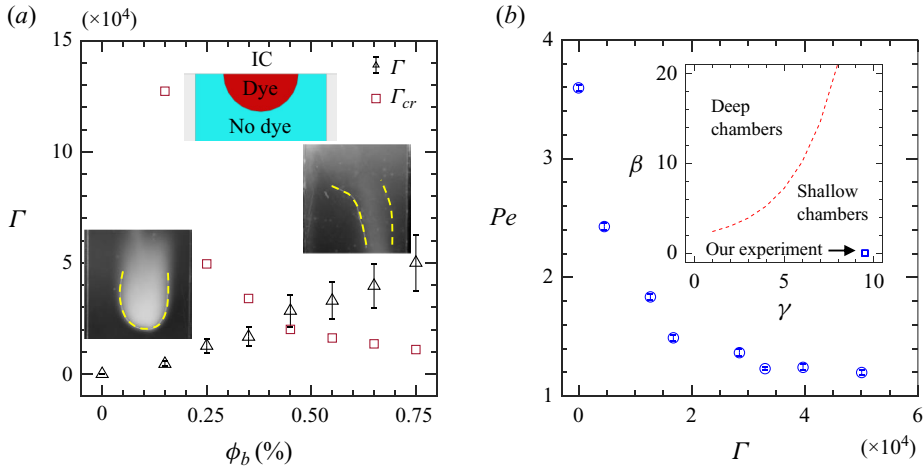 (a)
(×10⁴)
15
10
5
0
Γ
0
0.25
0.50
0.75
ϕb (%)
IC
Dye
No dye
Γ
Γcr
(b)
4
3
2
1
Pe
0
2
4
6
Γ
(×10⁴)
20
10
0
β
Deep
chambers
Shallow
chambers
Our experiment
0
5
10
γ